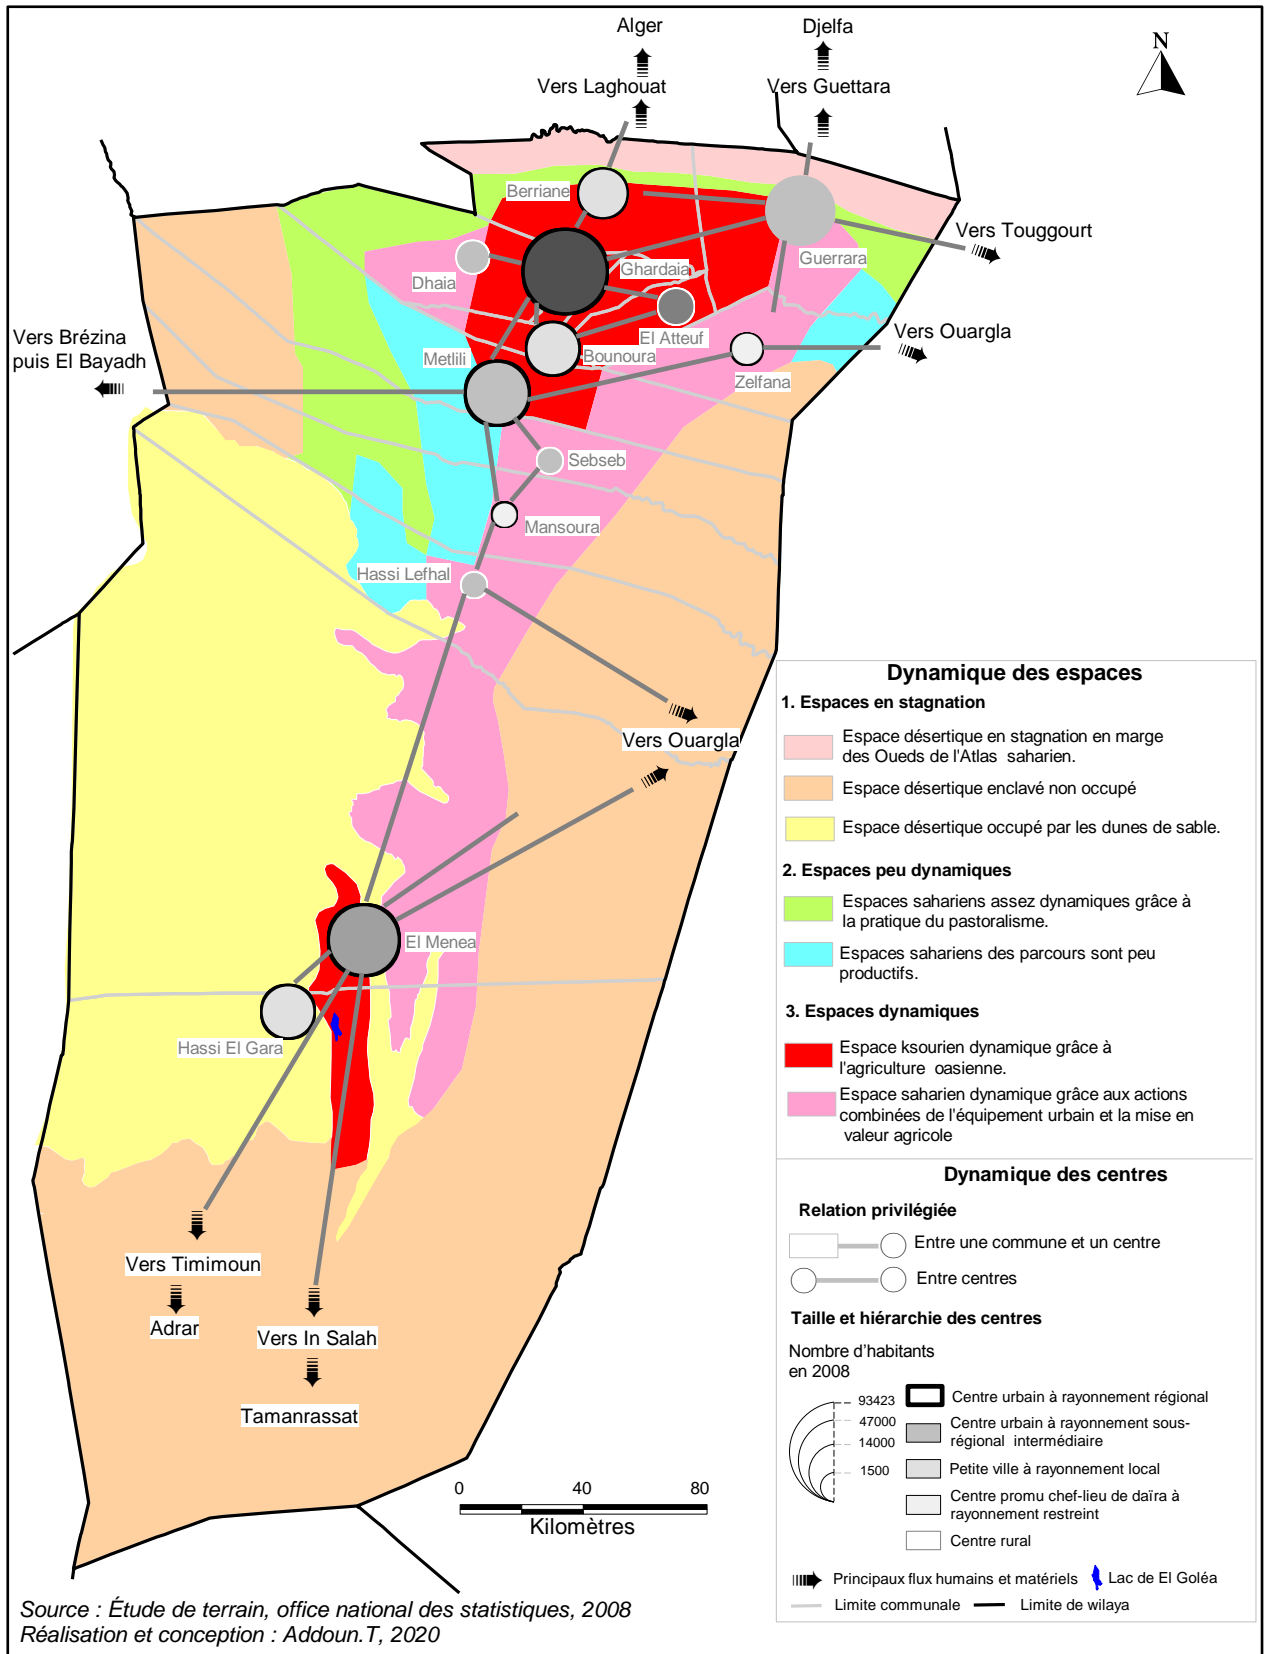 Alger
Djelfa
N
Vers Laghouat
Vers Guettara
Berriane
Vers Touggourt
Guerrara
Ghardaia
Dhaia
Vers Brézina
puis El Bayadh
Vers Ouargla
El Atteuf
Bounoura
Metlili
Zelfana
Sebseb
Mansoura
Hassi Lefhal
Vers Ouargla
El Menea
Hassi El Gara
Vers Timimoun
Adrar
Vers In Salah
Tamanrassat
Dynamique des espaces
1. Espaces en stagnation
Espace désertique en stagnation en marge
des Oueds de l'Atlas saharien.
Espace désertique enclavé non occupé
Espace désertique occupé par les dunes de sable.
2. Espaces peu dynamiques
Espaces sahariens assez dynamiques grâce à
la pratique du pastoralisme.
Espaces sahariens des parcours sont peu
productifs.
3. Espaces dynamiques
Espace ksourien dynamique grâce à
l'agriculture oasienne.
Espace saharien dynamique grâce aux actions
combinées de l'équipement urbain et la mise en
valeur agricole
Dynamique des centres
Relation privilégiée
Entre une commune et un centre
Entre centres
Taille et hiérarchie des centres
Nombre d'habitants
en 2008
93423
47000
14000
1500
Centre urbain à rayonnement régional
Centre urbain à rayonnement sous-
régional intermédiaire
Petite ville à rayonnement local
Centre promu chef-lieu de daïra à
rayonnement restreint
Centre rural
Principaux flux humains et matériels
Lac de El Goléa
Limite communale
Limite de wilaya
0 40 80
Kilomètres
Source : Étude de terrain, office national des statistiques, 2008
Réalisation et conception : Addoun.T, 2020